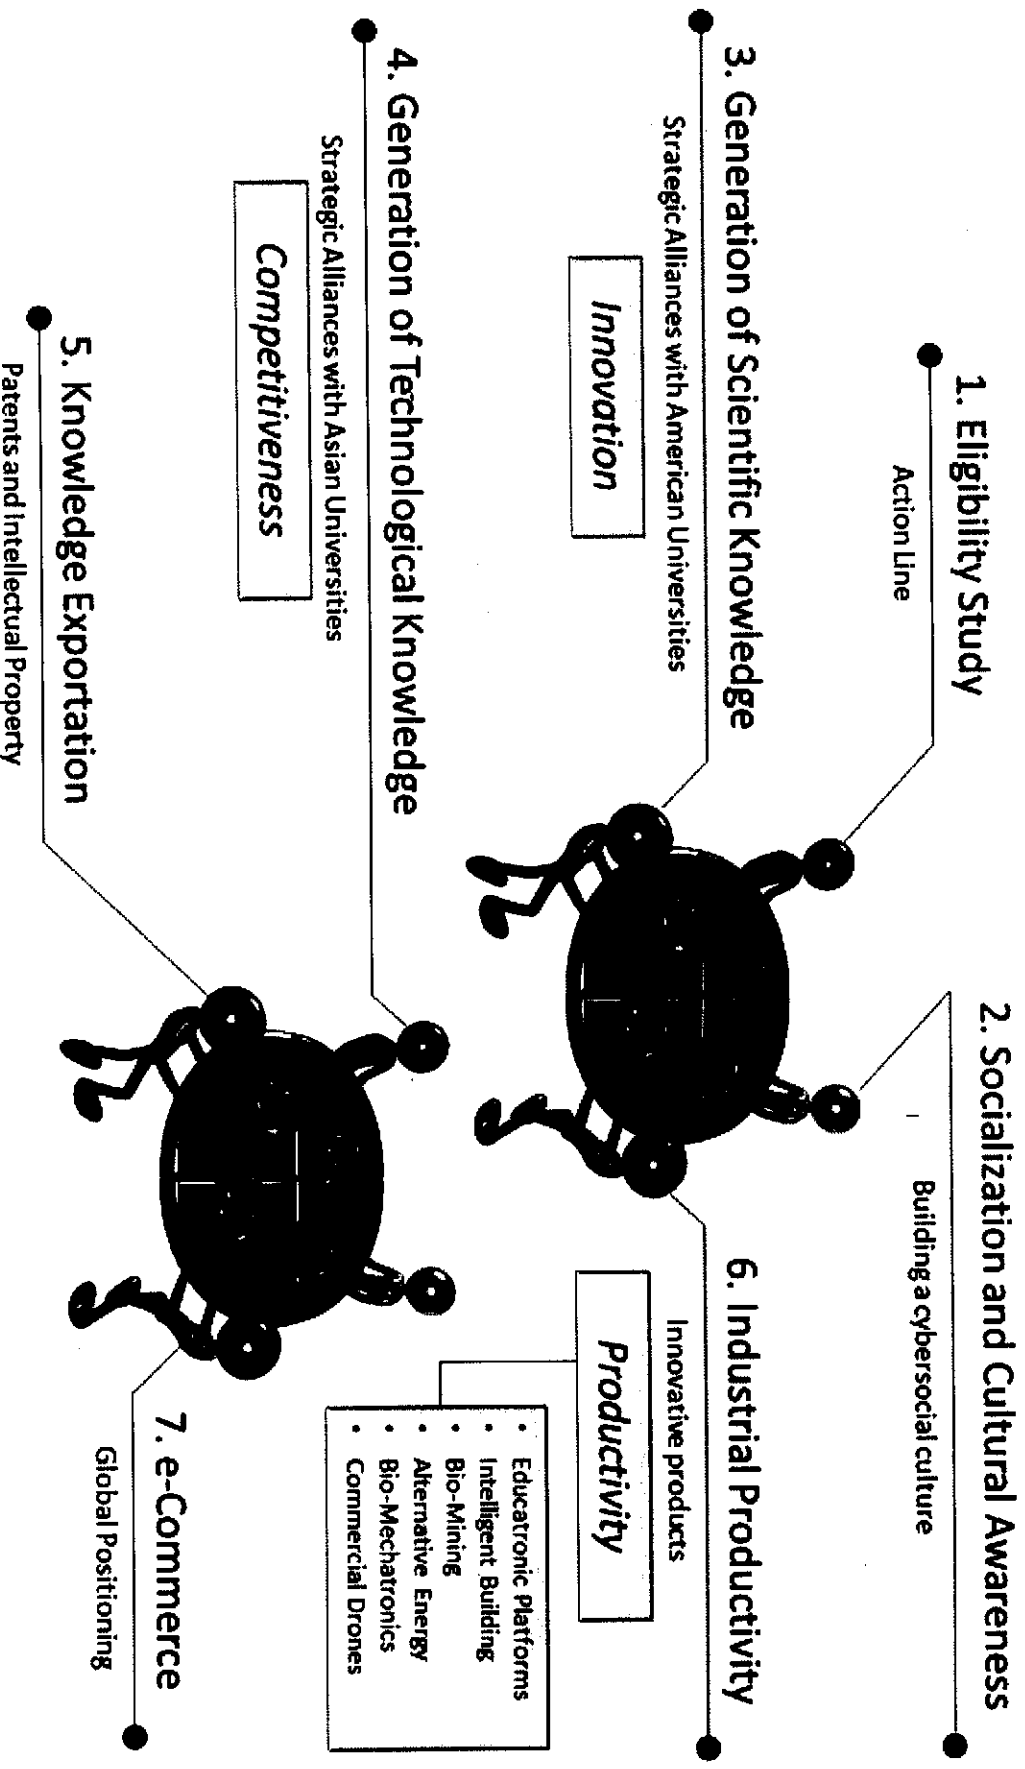 1. Eligibility Study
Action Line
2. Socialization and Cultural Awareness
Building a cybersocial culture
3. Generation of Scientific Knowledge
Strategic Alliances with American Universities
Innovation
4. Generation of Technological Knowledge
Strategic Alliances with Asian Universities
Competitiveness
5. Knowledge Exportation
Patents and Intellectual Property
6. Industrial Productivity
Innovative products
Productivity
• Educatronic Platforms
• Intelligent Building
• Bio-Mining
• Alternative Energy
• Bio-Mechatronics
• Commercial Drones
7. e-Commerce
Global Positioning